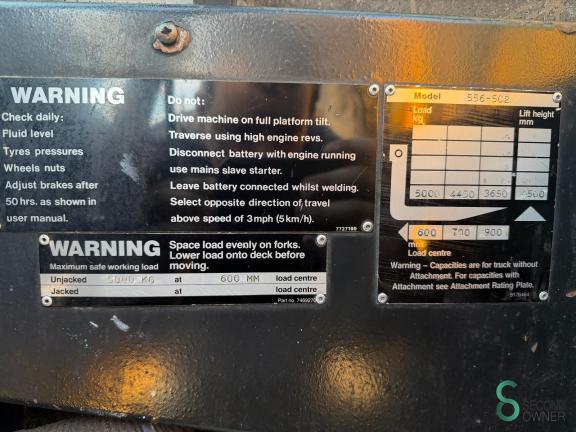 WARNING
Check daily:
Fluid level
Tyres pressures
Wheels nuts
Adjust brakes after
50 hrs. as shown in
user manual.
Do not:
Drive machine on full platform tilt.
Traverse using high engine revs.
Disconnect battery with engine running
use mains slave starter.
Leave battery connected whilst welding.
Select opposite direction of travel
above speed of 3mph (5km/h).
7727199
WARNING
Space load evenly on forks.
Lower load onto deck before
moving.
Maximum safe working load
Unjacked 5000 KG at 600 MM load centre
Jacked at load centre
Part no.
Model 556-5C2
Load
kg
Lift height
mm
5000 4450 3650 4500
600 700 900
mm
Load centre
Warning – Capacities are for truck without
Attachment. For capacities with
Attachment see Attachment Rating Plate.
SECOND
OWNER